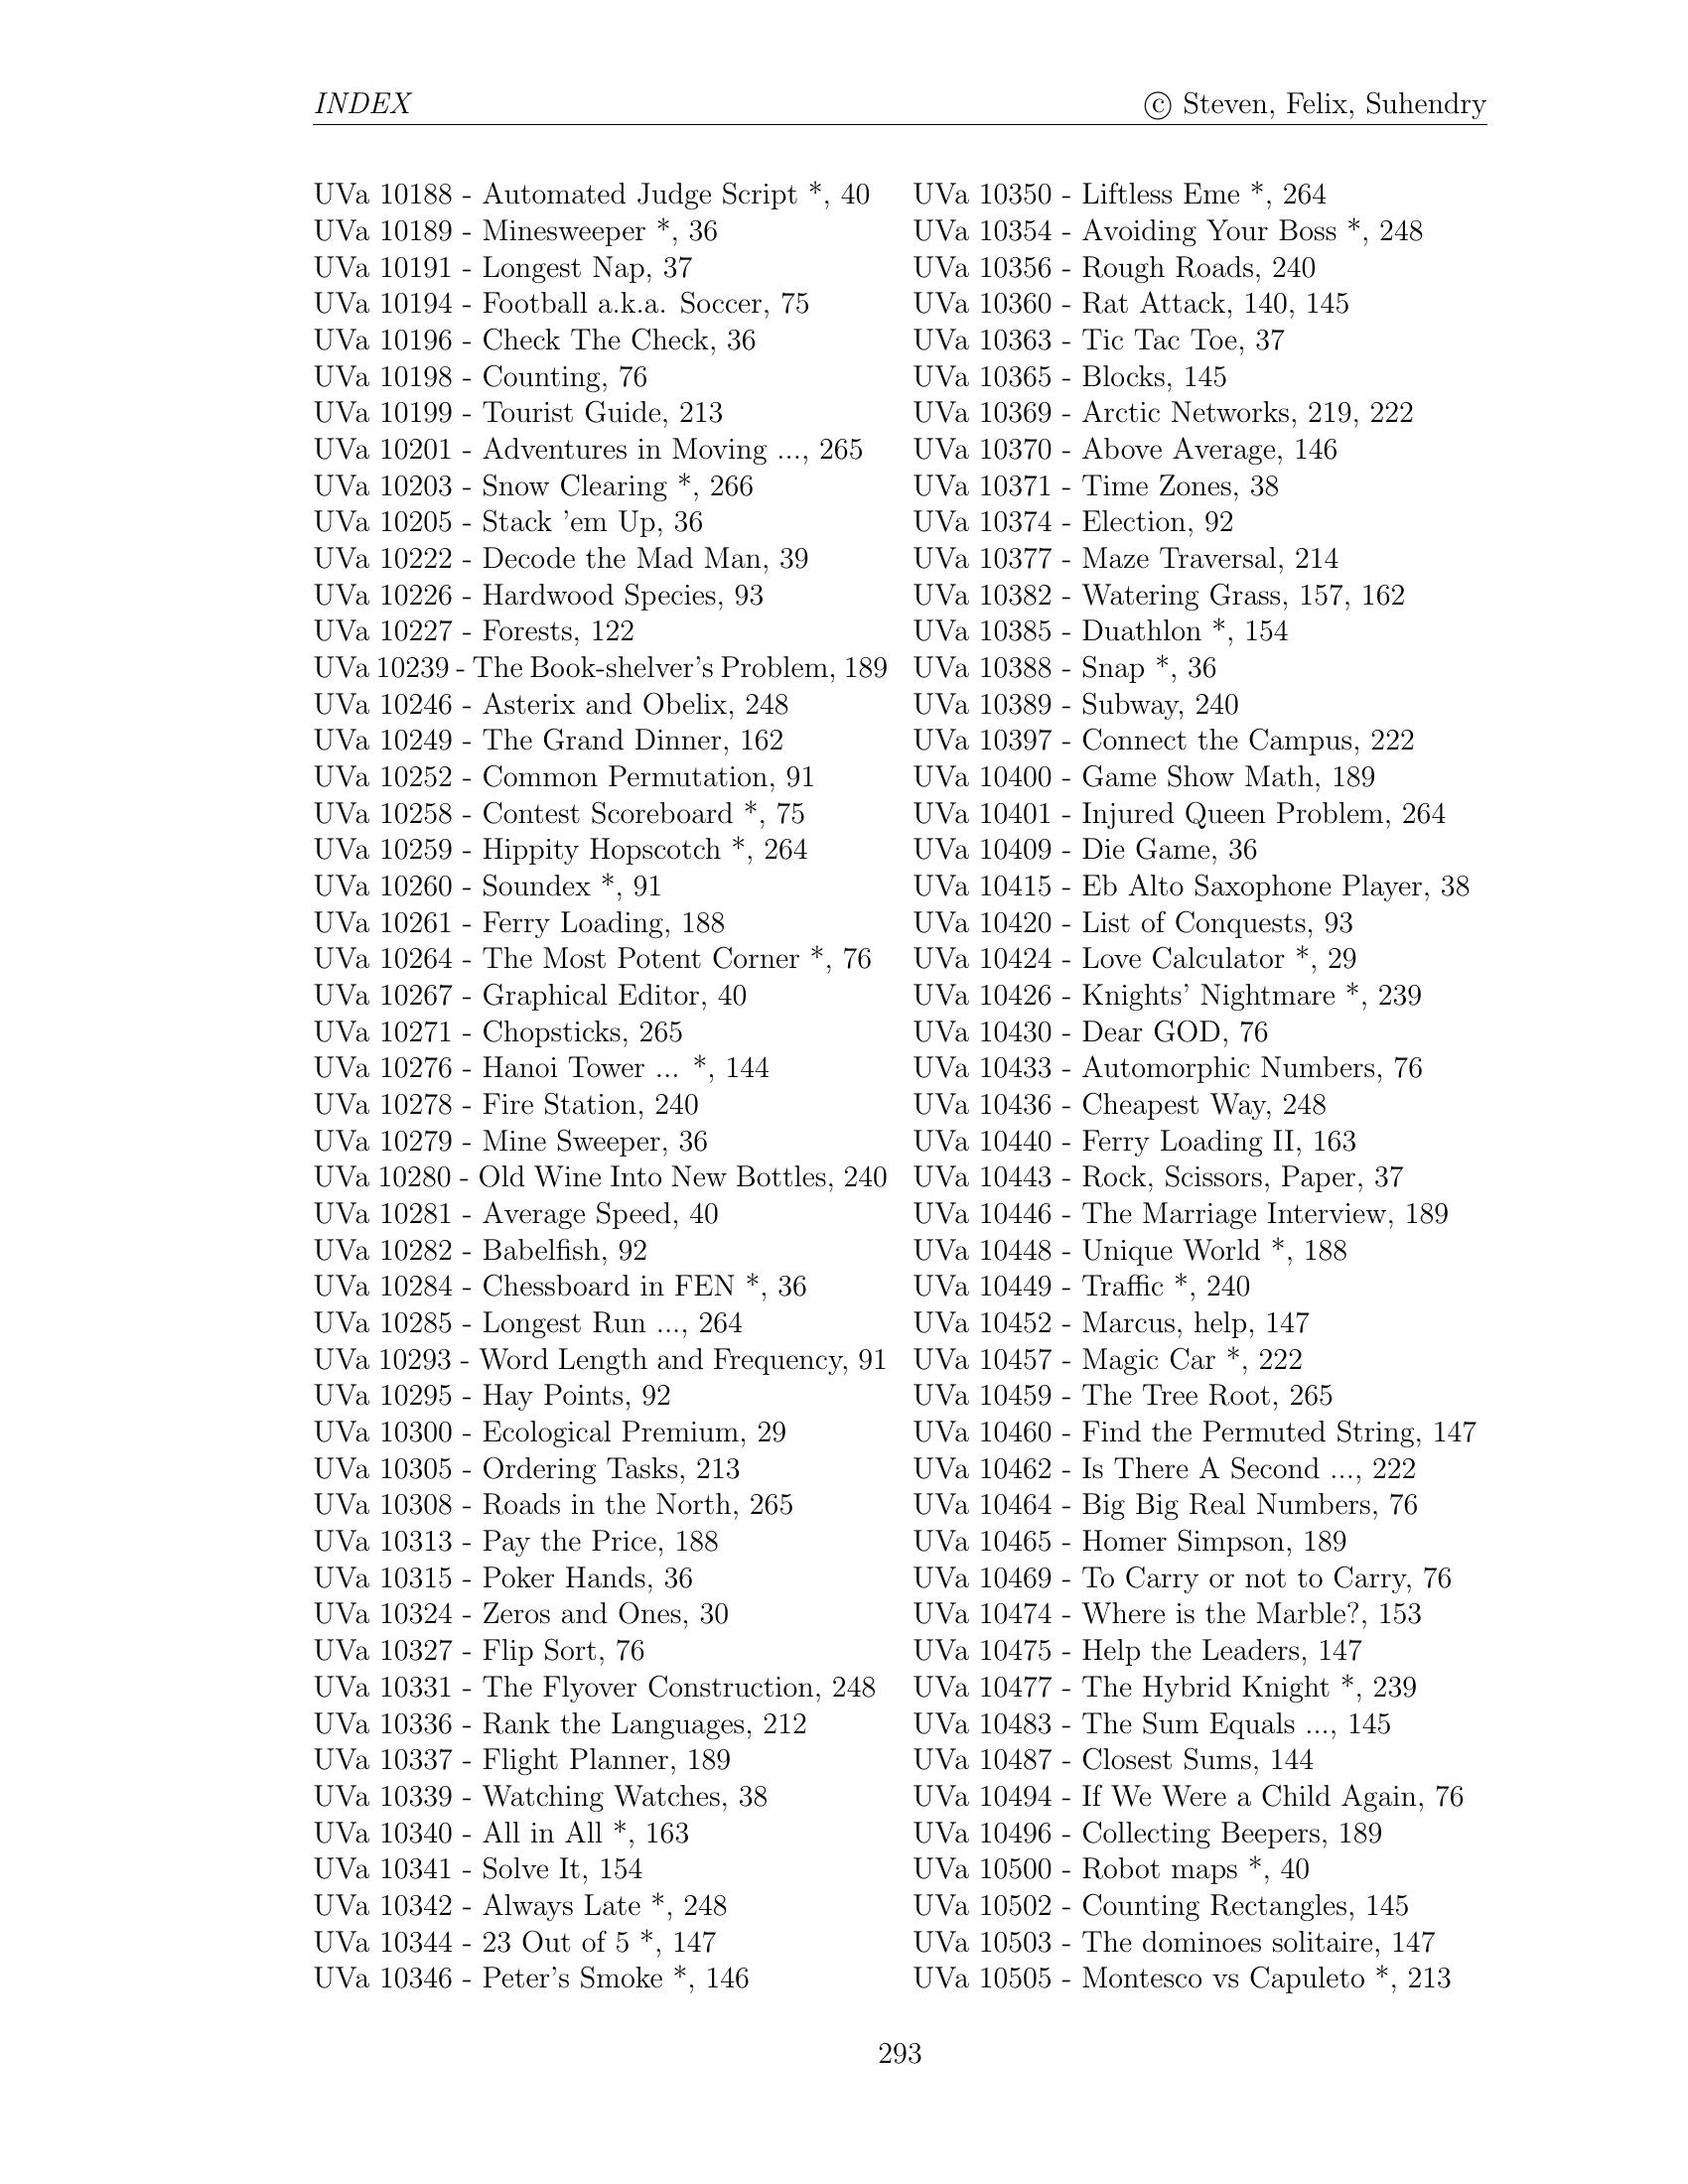 INDEX
© Steven, Felix, Suhendry
UVa 10188 - Automated Judge Script *, 40
UVa 10189 - Minesweeper *, 36
UVa 10191 - Longest Nap, 37
UVa 10194 - Football a.k.a. Soccer, 75
UVa 10196 - Check The Check, 36
UVa 10198 - Counting, 76
UVa 10199 - Tourist Guide, 213
UVa 10201 - Adventures in Moving ..., 265
UVa 10203 - Snow Clearing *, 266
UVa 10205 - Stack 'em Up, 36
UVa 10222 - Decode the Mad Man, 39
UVa 10226 - Hardwood Species, 93
UVa 10227 - Forests, 122
UVa 10239 - The Book-shelver's Problem, 189
UVa 10246 - Asterix and Obelix, 248
UVa 10249 - The Grand Dinner, 162
UVa 10252 - Common Permutation, 91
UVa 10258 - Contest Scoreboard *, 75
UVa 10259 - Hippity Hopscotch *, 264
UVa 10260 - Soundex *, 91
UVa 10261 - Ferry Loading, 188
UVa 10264 - The Most Potent Corner *, 76
UVa 10267 - Graphical Editor, 40
UVa 10271 - Chopsticks, 265
UVa 10276 - Hanoi Tower ... *, 144
UVa 10278 - Fire Station, 240
UVa 10279 - Mine Sweeper, 36
UVa 10280 - Old Wine Into New Bottles, 240
UVa 10281 - Average Speed, 40
UVa 10282 - Babelfish, 92
UVa 10284 - Chessboard in FEN *, 36
UVa 10285 - Longest Run ..., 264
UVa 10293 - Word Length and Frequency, 91
UVa 10295 - Hay Points, 92
UVa 10300 - Ecological Premium, 29
UVa 10305 - Ordering Tasks, 213
UVa 10308 - Roads in the North, 265
UVa 10313 - Pay the Price, 188
UVa 10315 - Poker Hands, 36
UVa 10324 - Zeros and Ones, 30
UVa 10327 - Flip Sort, 76
UVa 10331 - The Flyover Construction, 248
UVa 10336 - Rank the Languages, 212
UVa 10337 - Flight Planner, 189
UVa 10339 - Watching Watches, 38
UVa 10340 - All in All *, 163
UVa 10341 - Solve It, 154
UVa 10342 - Always Late *, 248
UVa 10344 - 23 Out of 5 *, 147
UVa 10346 - Peter's Smoke *, 146
UVa 10350 - Liftless Eme *, 264
UVa 10354 - Avoiding Your Boss *, 248
UVa 10356 - Rough Roads, 240
UVa 10360 - Rat Attack, 140, 145
UVa 10363 - Tic Tac Toe, 37
UVa 10365 - Blocks, 145
UVa 10369 - Arctic Networks, 219, 222
UVa 10370 - Above Average, 146
UVa 10371 - Time Zones, 38
UVa 10374 - Election, 92
UVa 10377 - Maze Traversal, 214
UVa 10382 - Watering Grass, 157, 162
UVa 10385 - Duathlon *, 154
UVa 10388 - Snap *, 36
UVa 10389 - Subway, 240
UVa 10397 - Connect the Campus, 222
UVa 10400 - Game Show Math, 189
UVa 10401 - Injured Queen Problem, 264
UVa 10409 - Die Game, 36
UVa 10415 - Eb Alto Saxophone Player, 38
UVa 10420 - List of Conquests, 93
UVa 10424 - Love Calculator *, 29
UVa 10426 - Knights' Nightmare *, 239
UVa 10430 - Dear GOD, 76
UVa 10433 - Automorphic Numbers, 76
UVa 10436 - Cheapest Way, 248
UVa 10440 - Ferry Loading II, 163
UVa 10443 - Rock, Scissors, Paper, 37
UVa 10446 - The Marriage Interview, 189
UVa 10448 - Unique World *, 188
UVa 10449 - Traffic *, 240
UVa 10452 - Marcus, help, 147
UVa 10457 - Magic Car *, 222
UVa 10459 - The Tree Root, 265
UVa 10460 - Find the Permuted String, 147
UVa 10462 - Is There A Second ..., 222
UVa 10464 - Big Big Real Numbers, 76
UVa 10465 - Homer Simpson, 189
UVa 10469 - To Carry or not to Carry, 76
UVa 10474 - Where is the Marble?, 153
UVa 10475 - Help the Leaders, 147
UVa 10477 - The Hybrid Knight *, 239
UVa 10483 - The Sum Equals ..., 145
UVa 10487 - Closest Sums, 144
UVa 10494 - If We Were a Child Again, 76
UVa 10496 - Collecting Beepers, 189
UVa 10500 - Robot maps *, 40
UVa 10502 - Counting Rectangles, 145
UVa 10503 - The dominoes solitaire, 147
UVa 10505 - Montesco vs Capuleto *, 213
293